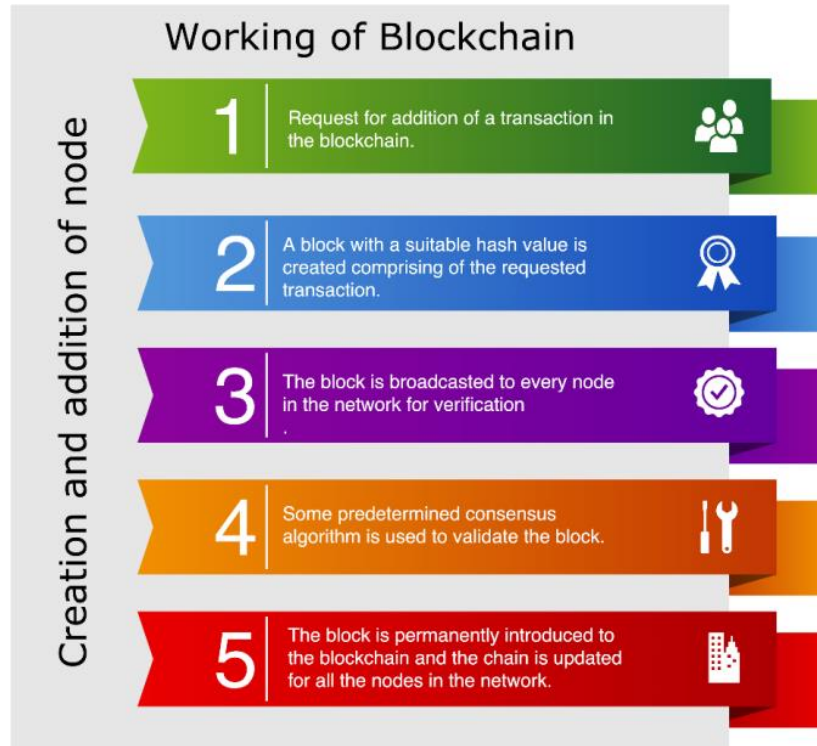 Working of Blockchain
Creation and addition of node
1
Request for addition of a transaction in
the blockchain.
2
A block with a suitable hash value is
created comprising of the requested
transaction.
3
The block is broadcasted to every node
in the network for verification
.
4
Some predetermined consensus
algorithm is used to validate the block.
5
The block is permanently introduced to
the blockchain and the chain is updated
for all the nodes in the network.